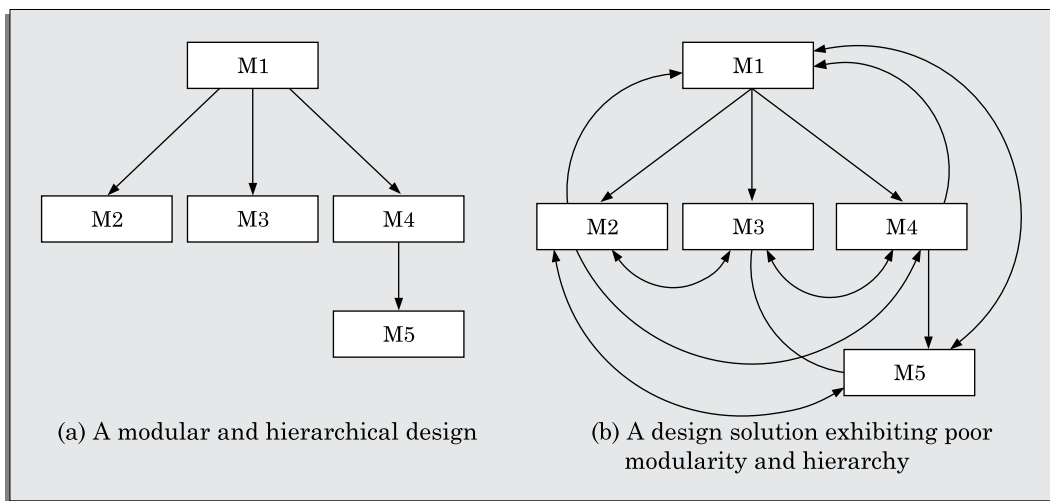 M1
M2
M3
M4
M5
(a) A modular and hierarchical design
M1
M2
M3
M4
M5
(b) A design solution exhibiting poor
modularity and hierarchy